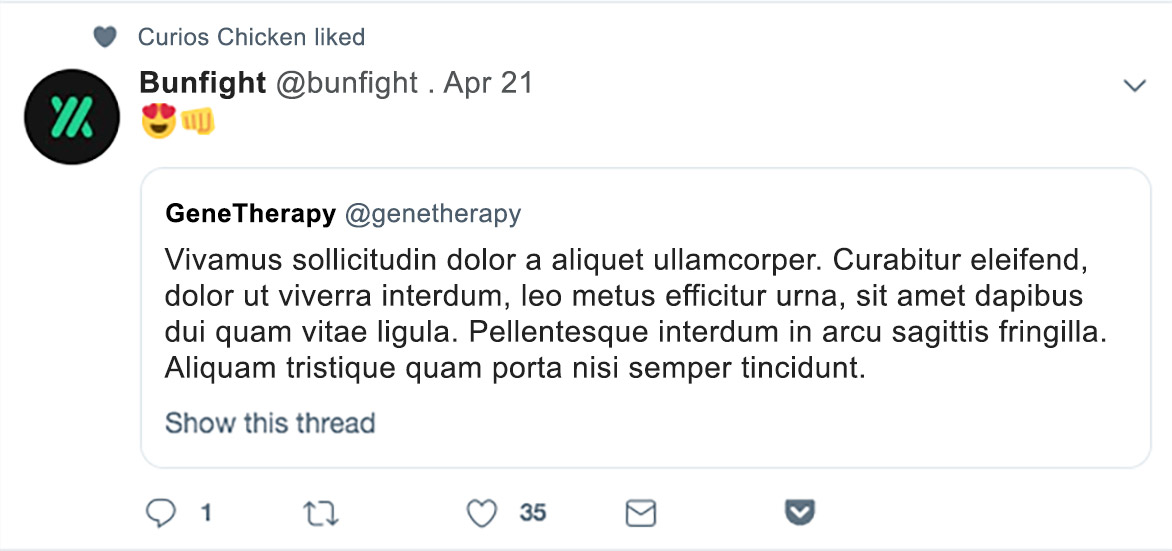 Curios Chicken liked
Bunfight @bunfight . Apr 21
😍👊
GeneTherapy @genetherapy
Vivamus sollicitudin dolor a aliquet ullamcorper. Curabitur eleifend,
dolor ut viverra interdum, leo metus efficitur urna, sit amet dapibus
dui quam vitae ligula. Pellentesque interdum in arcu sagittis fringilla.
Aliquam tristique quam porta nisi semper tincidunt.
Show this thread
1 35